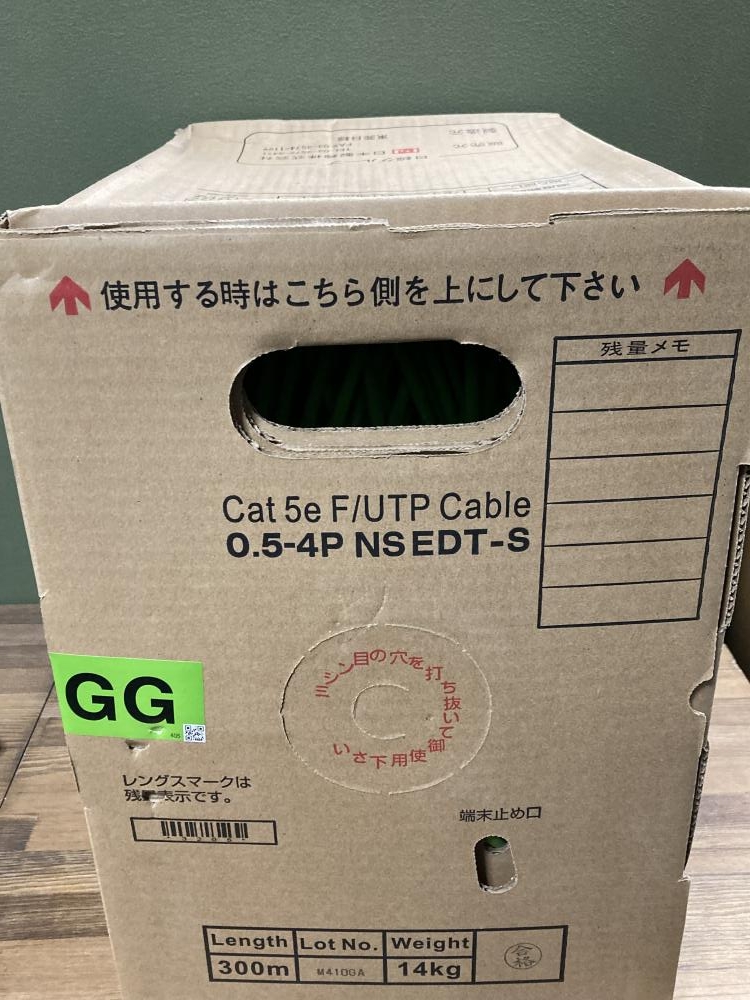 使用する時はこちら側を上にして下さい
残量メモ
Cat 5e F/UTP Cable
0.5-4P NSEDT-S
ミシン目の穴を打ち抜いて
御使用下さい
GG
405
レングスマークは
残量表示です。
端末止め口
Length Lot No. Weight
300m M410GA 14kg
合格